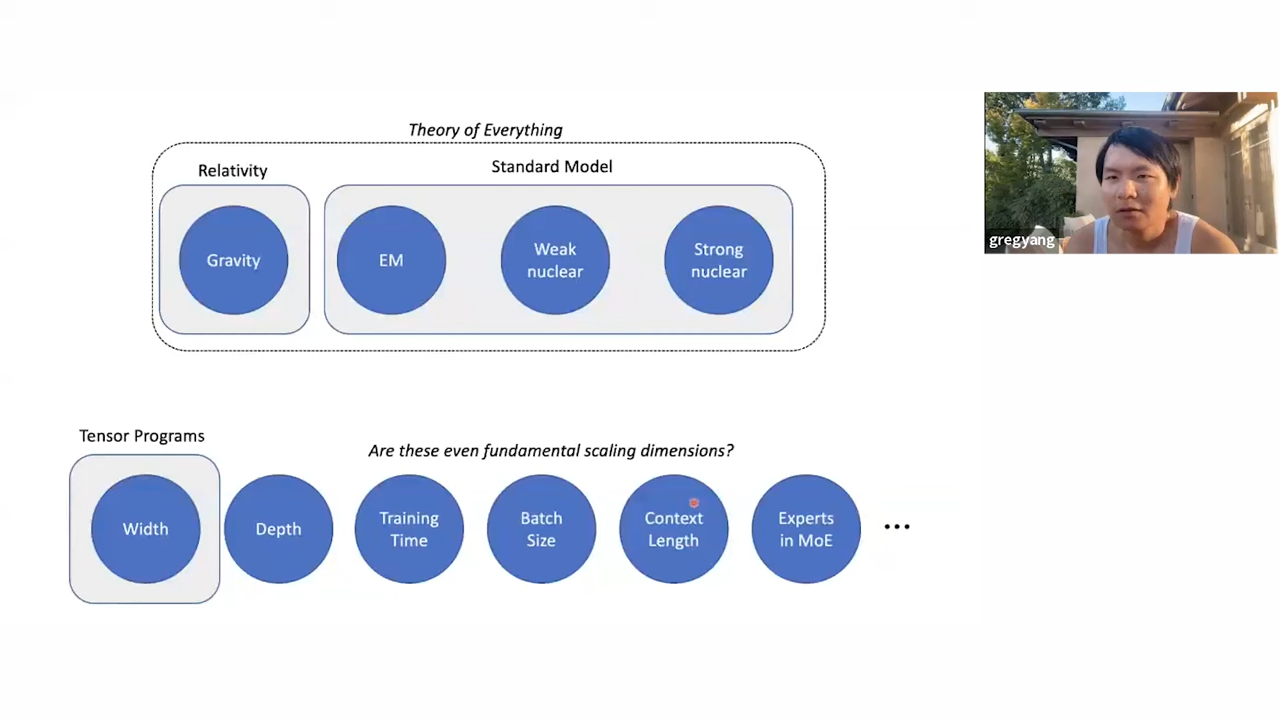 Theory of Everything
Relativity
Standard Model
Gravity
EM
Weak
nuclear
Strong
nuclear
gregyang
Tensor Programs
Are these even fundamental scaling dimensions?
Width
Depth
Training
Time
Batch
Size
Context
Length
Experts
in MoE
...